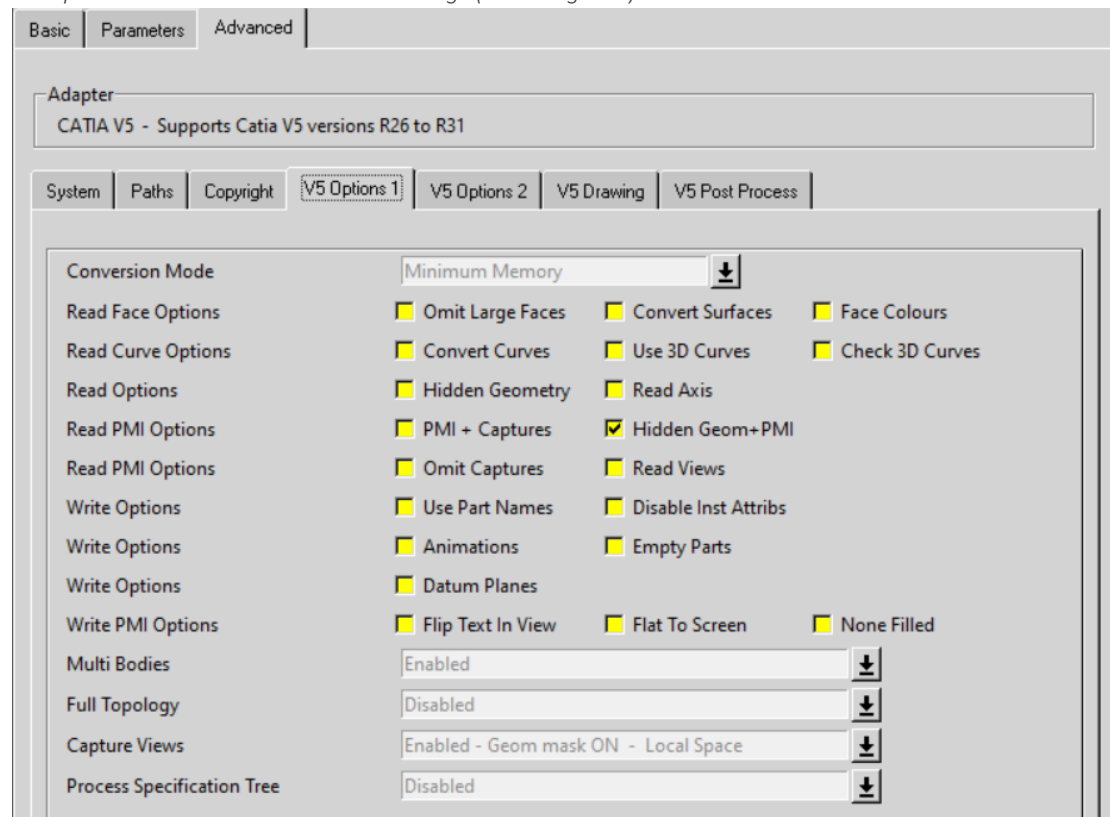 Basic Parameters Advanced
Adapter
CATIA V5 - Supports Catia V5 versions R26 to R31
System Paths Copyright V5 Options 1 V5 Options 2 V5 Drawing V5 Post Process
Conversion Mode Minimum Memory
Read Face Options Omit Large Faces Convert Surfaces Face Colours
Read Curve Options Convert Curves Use 3D Curves Check 3D Curves
Read Options Hidden Geometry Read Axis
Read PMI Options PMI + Captures Hidden Geom+PMI
Read PMI Options Omit Captures Read Views
Write Options Use Part Names Disable Inst Attribs
Write Options Animations Empty Parts
Write Options Datum Planes
Write PMI Options Flip Text In View Flat To Screen None Filled
Multi Bodies Enabled
Full Topology Disabled
Capture Views Enabled - Geom mask ON - Local Space
Process Specification Tree Disabled